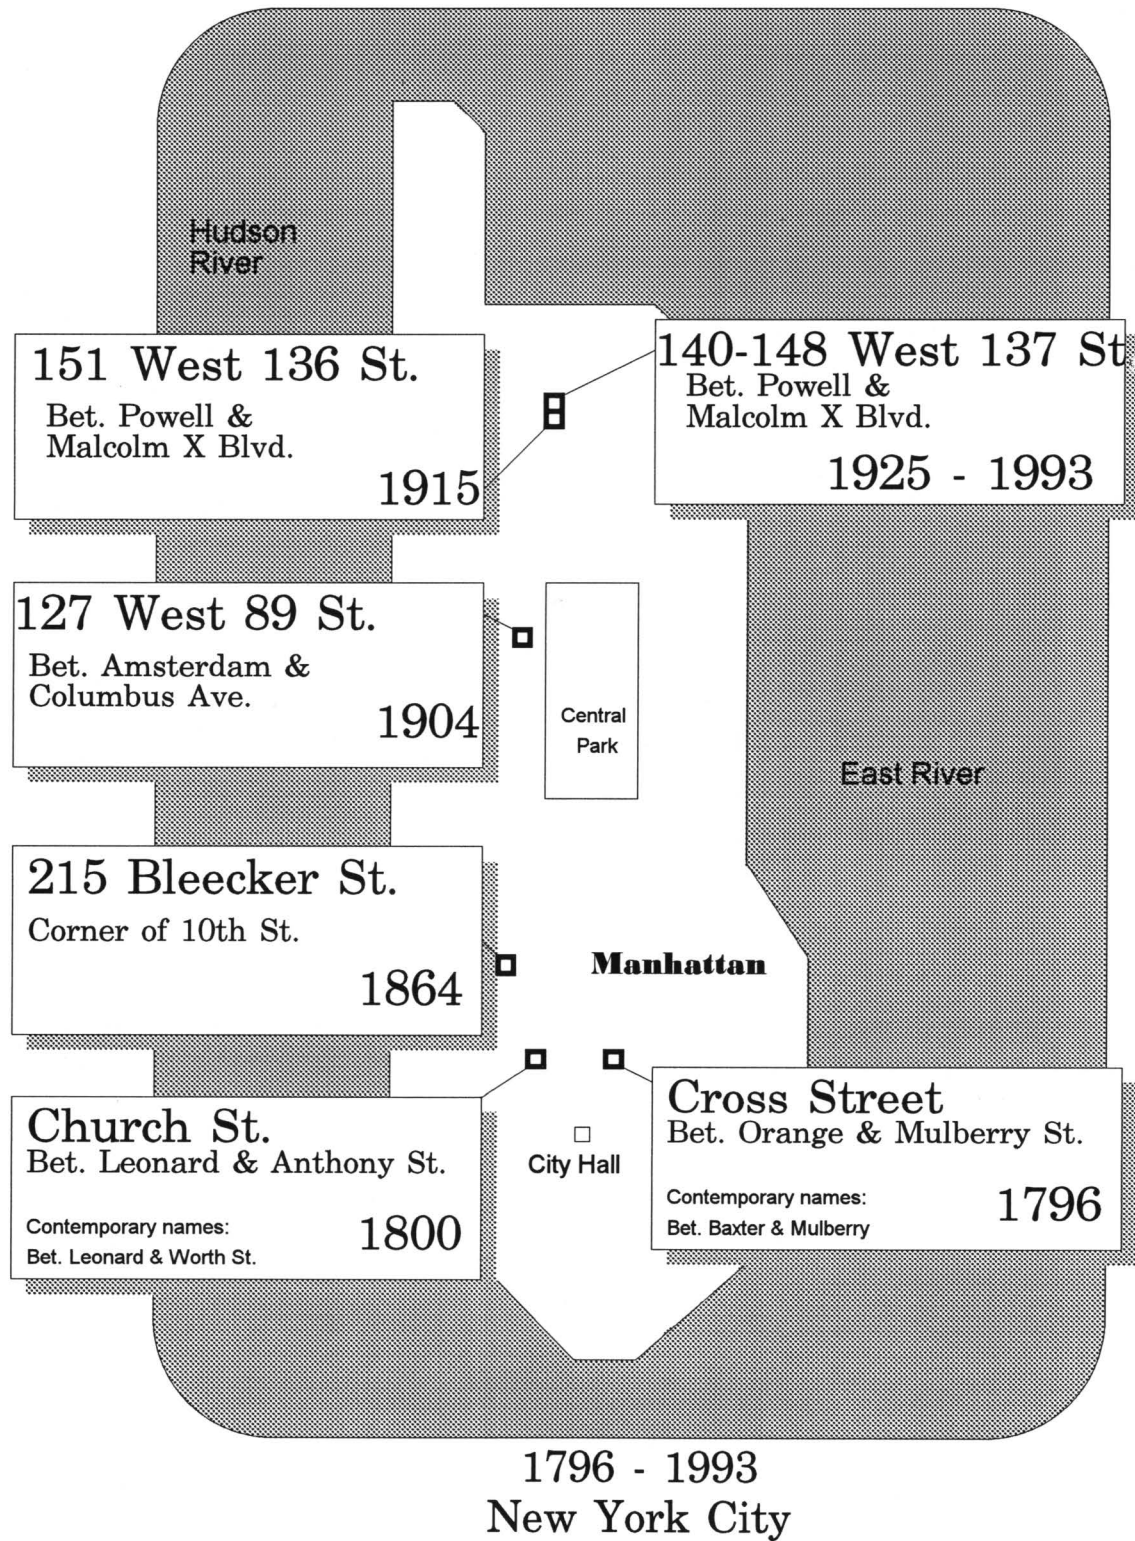 Hudson
River
151 West 136 St.
Bet. Powell &
Malcolm X Blvd.
1915
140-148 West 137 St
Bet. Powell &
Malcolm X Blvd.
1925 - 1993
127 West 89 St.
Bet. Amsterdam &
Columbus Ave.
1904
Central
Park
East River
215 Bleecker St.
Corner of 10th St.
1864
Manhattan
Church St.
Bet. Leonard & Anthony St.
Contemporary names:
Bet. Leonard & Worth St.
1800
City Hall
Cross Street
Bet. Orange & Mulberry St.
Contemporary names:
Bet. Baxter & Mulberry
1796
1796 - 1993
New York City